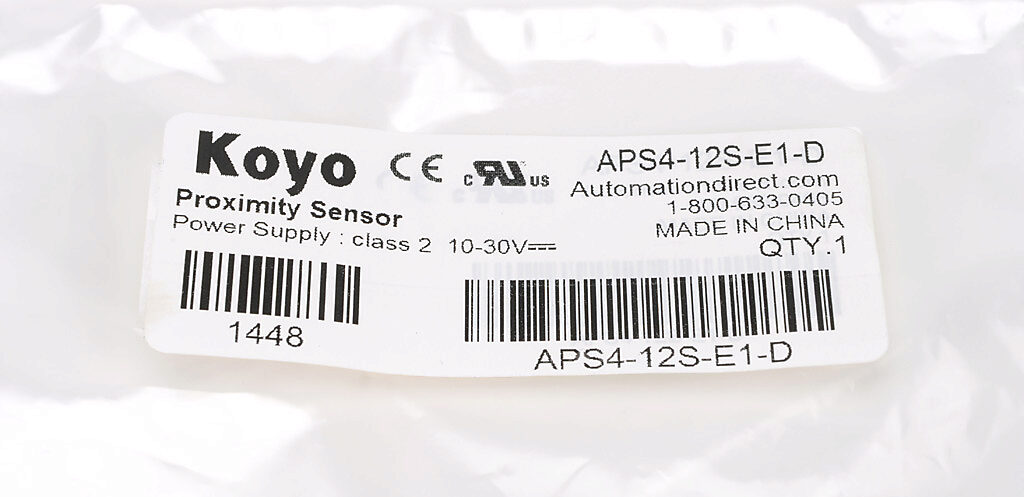 Koyo CE c RU US
Proximity Sensor
Power Supply : class 2 10-30V⎓
1448
APS4-12S-E1-D
Automationdirect.com
1-800-633-0405
MADE IN CHINA
QTY.1
APS4-12S-E1-D